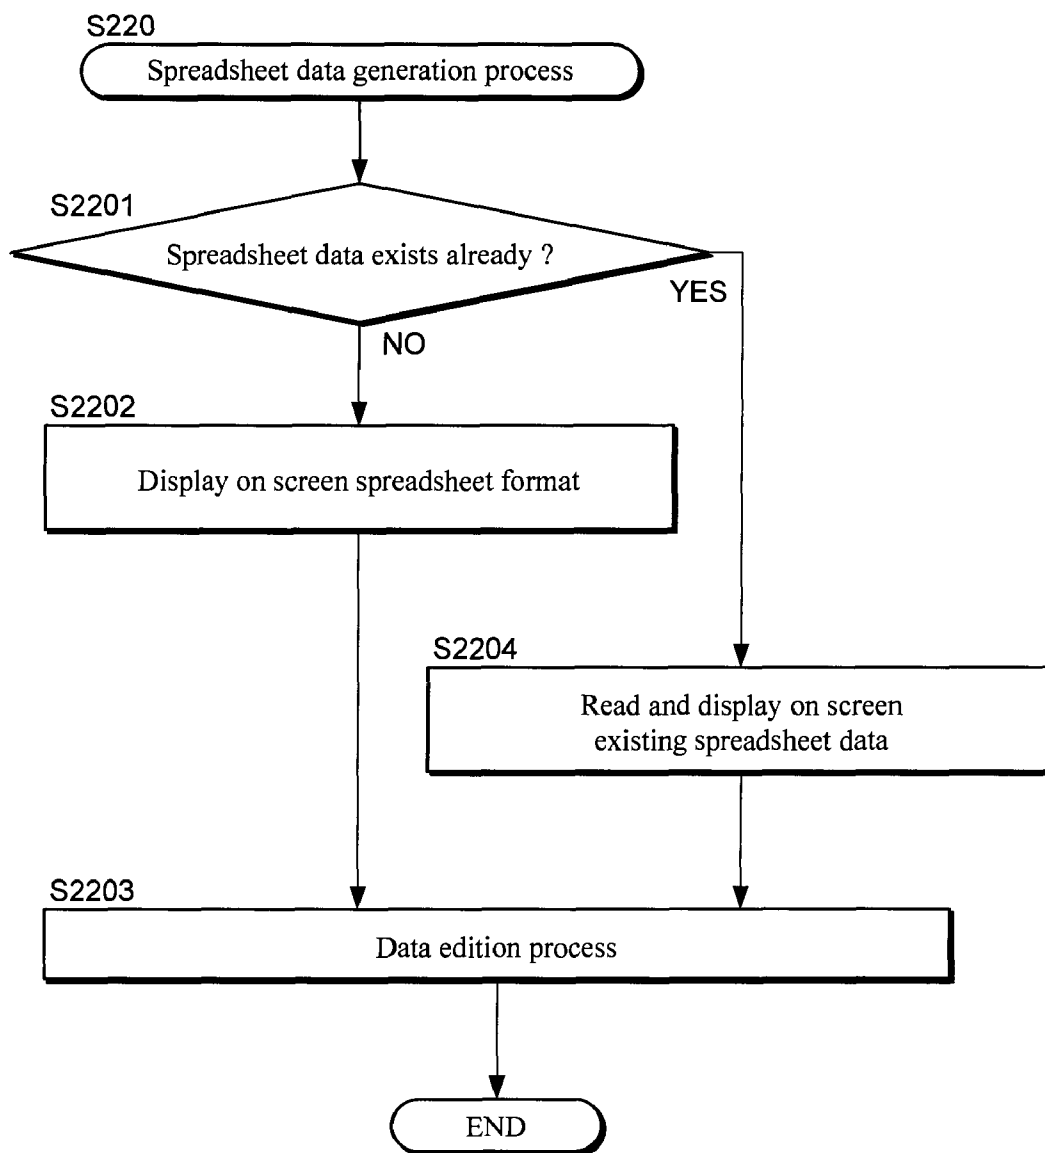 S220
Spreadsheet data generation process
S2201
Spreadsheet data exists already ?
YES
NO
S2202
Display on screen spreadsheet format
S2204
Read and display on screen
existing spreadsheet data
S2203
Data edition process
END